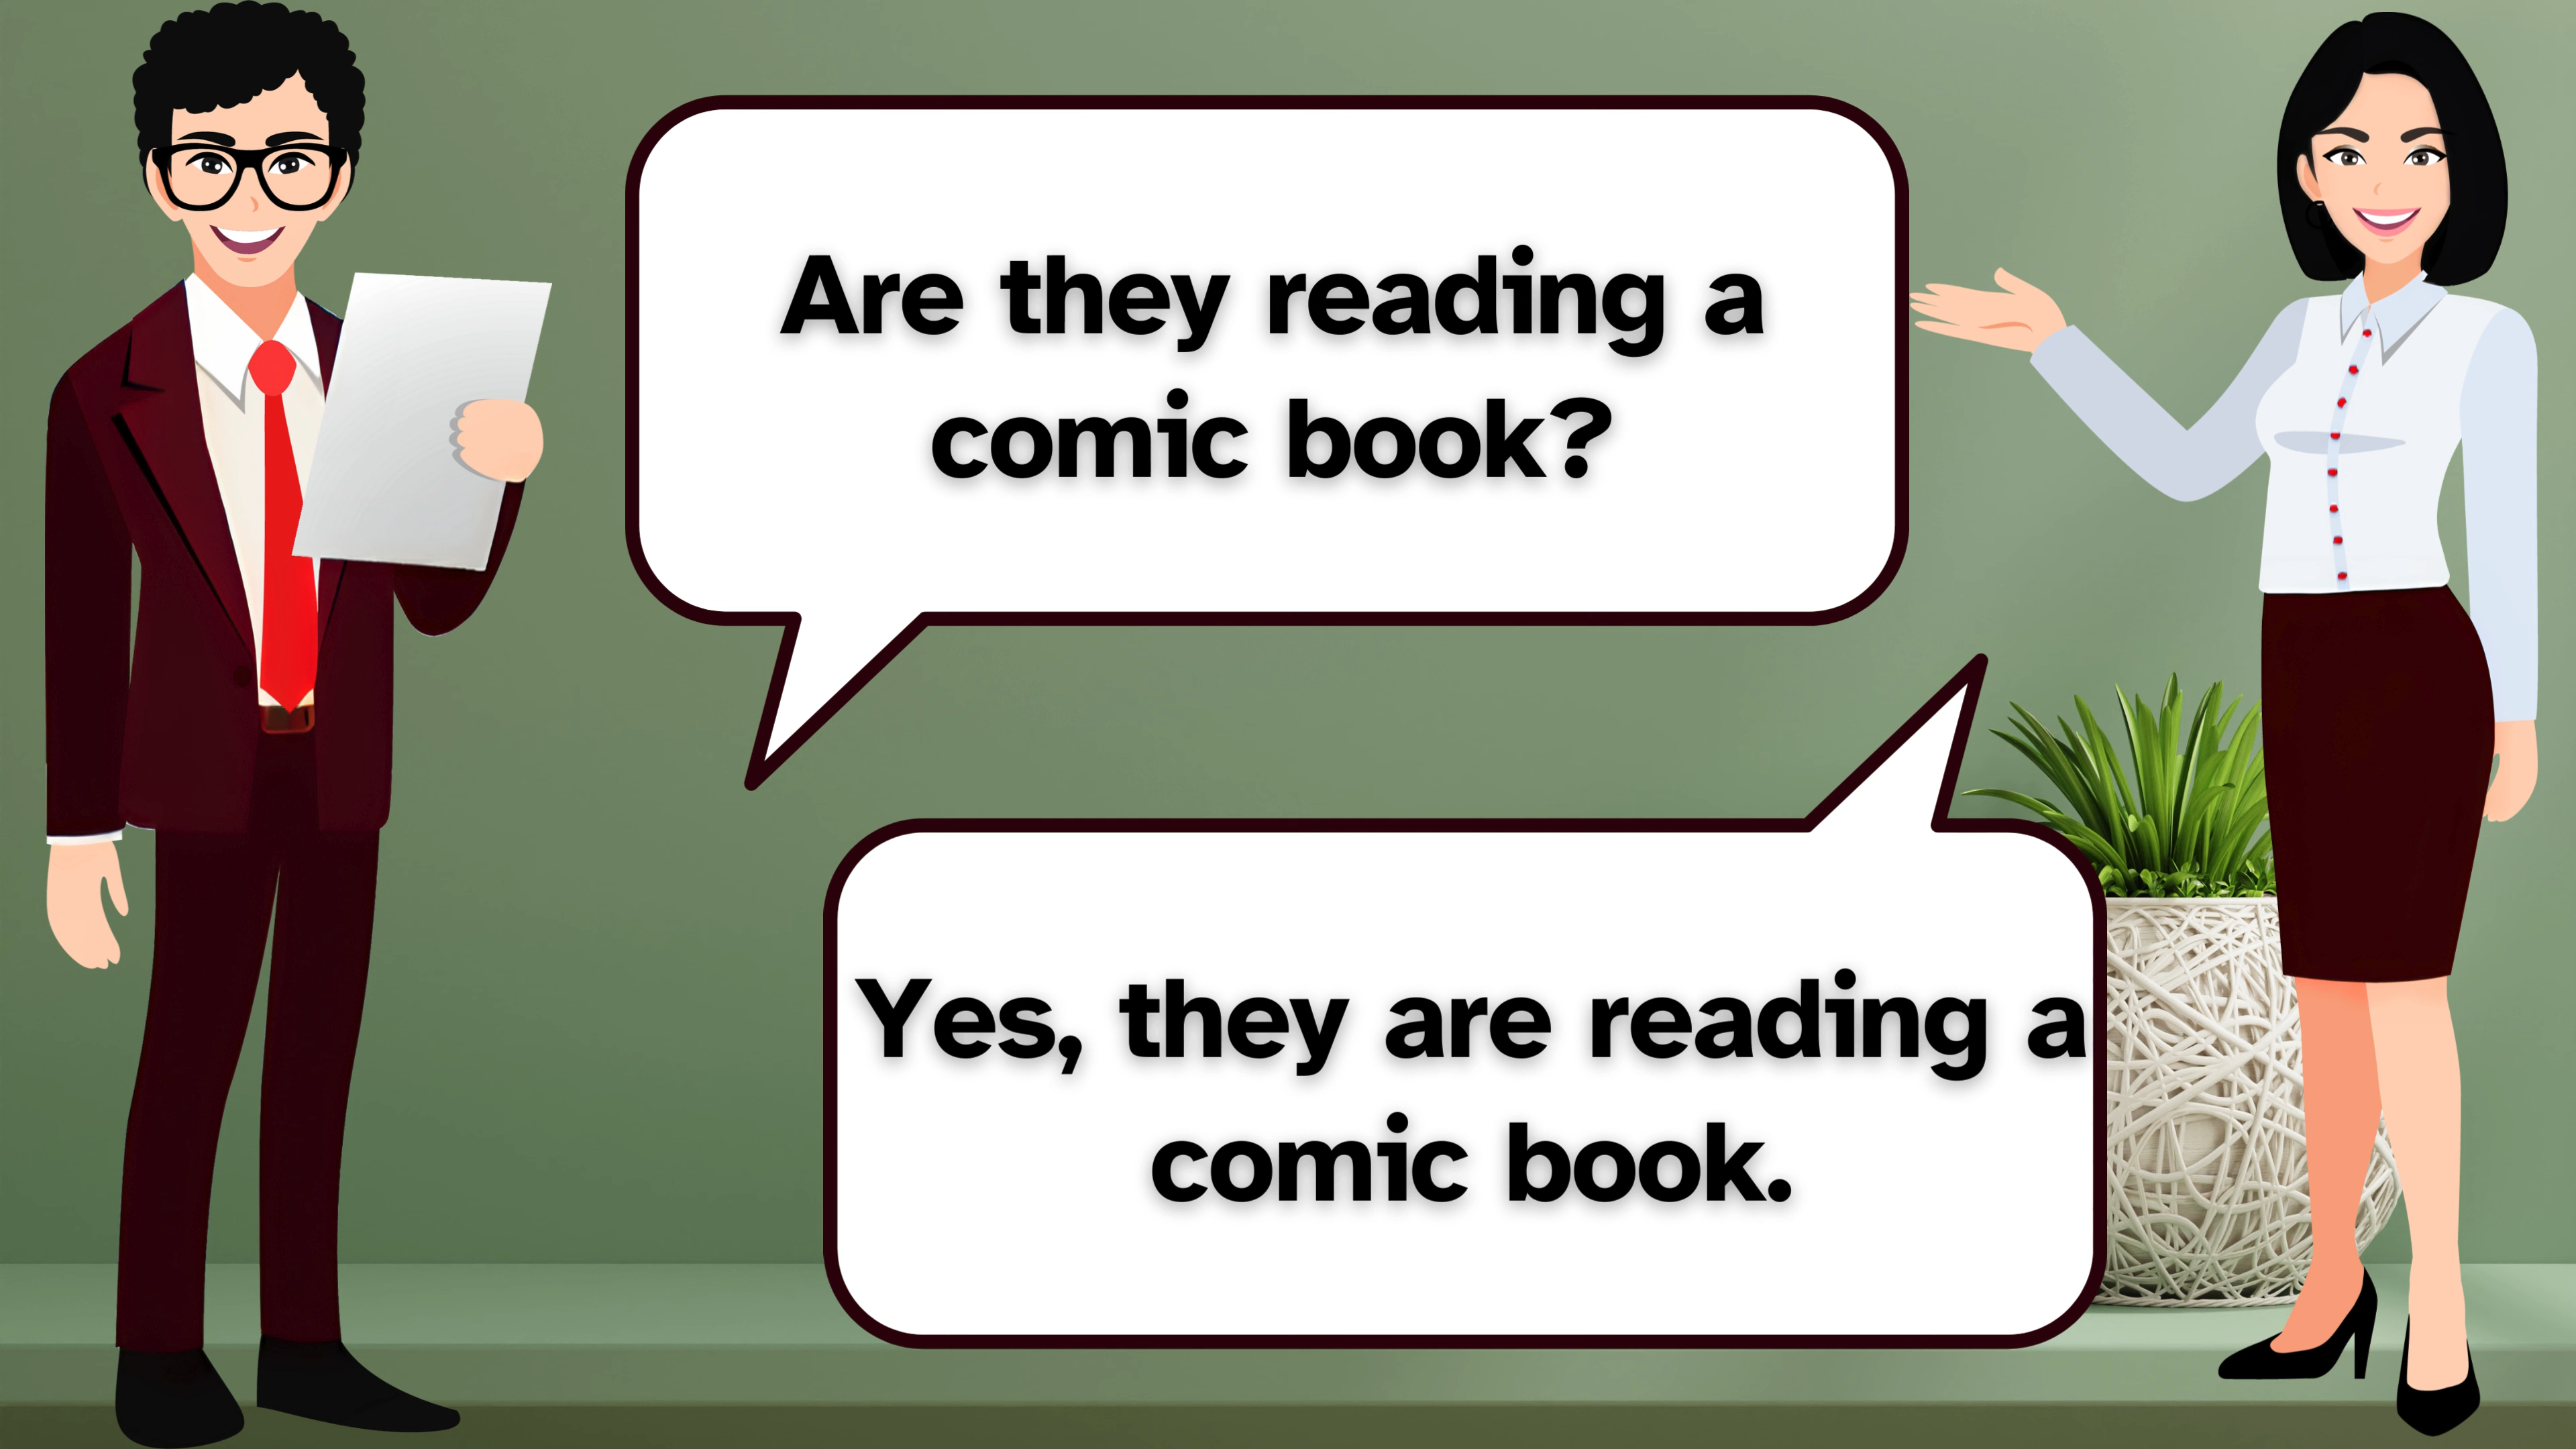 Are they reading a
comic book?
Yes, they are reading a
comic book.